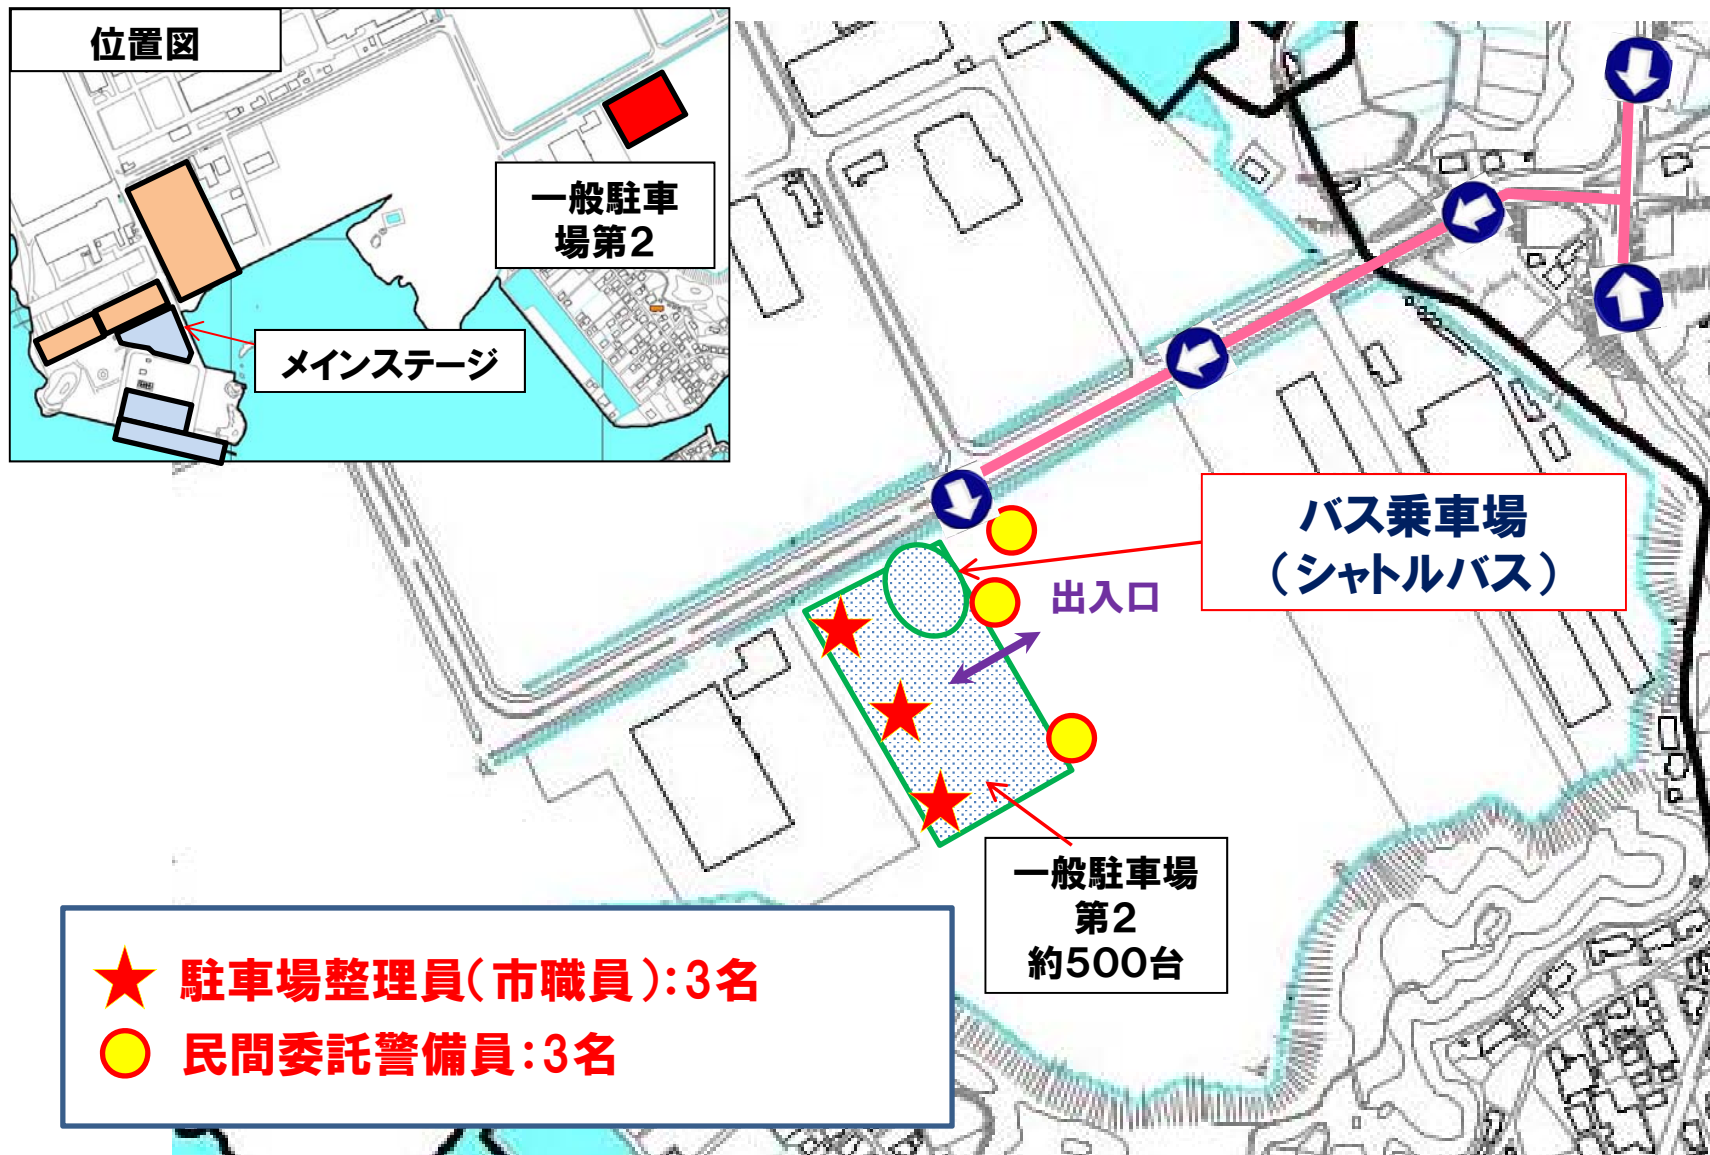 位置図
一般駐車
場第２
メインステージ
バス乗車場
（シャトルバス）
出入口
一般駐車場
第２
約５００台
駐車場整理員（市職員）：３名
民間委託警備員：３名